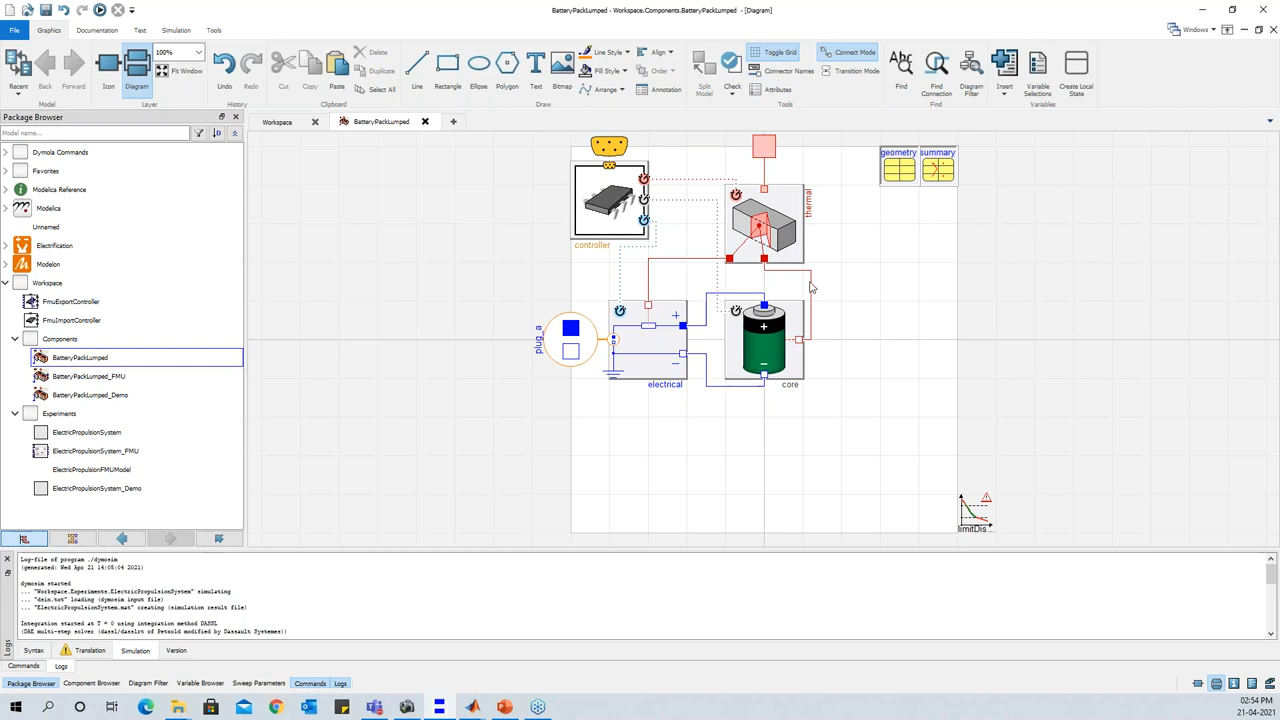 BatteryPackLumped - Workspace.Components.BatteryPackLumped - [Diagram]
File
Graphics
Documentation
Text
Simulation
Tools
Windows
Recent
Back
Forward
Model
Icon
Diagram
100%
Fit Window
Layer
Undo
Redo
History
Cut
Copy
Paste
Delete
Duplicate
Select All
Clipboard
Line
Rectangle
Ellipse
Polygon
Text
Bitmap
Line Style
Fill Style
Arrange
Align
Order
Annotation
Draw
Split Model
Check
Toggle Grid
Connector Names
Attributes
Connect Mode
Transition Mode
Tools
Abc
Find
Find Connection
Diagram Filter
Find
Insert
Variable Selections
Create Local State
Variables
Package Browser
Model name...
Workspace
BatteryPackLumped
Dymola Commands
Favorites
Modelica Reference
Modelica
Unnamed
Electrification
Modelon
Workspace
FmuExportController
FmuImportController
Components
BatteryPackLumped
BatteryPackLumped_FMU
BatteryPackLumped_Demo
Experiments
ElectricPropulsionSystem
ElectricPropulsionSystem_FMU
ElectricPropulsionFMUModel
ElectricPropulsionSystem_Demo
controller
thermal
geometry
summary
plug_a
electrical
core
limitDis...
Log-file of program ./dymosim
(generated: Wed Apr 21 14:05:04 2021)
dymosim started
... "Workspace.Experiments.ElectricPropulsionSystem" simulating
... "dsin.txt" loading (dymosim input file)
... "ElectricPropulsionSystem.mat" creating (simulation result file)
Integration started at T = 0 using integration method DASSL
(DAE multi-step solver (dassl/dasslrt of Petzold modified by Dassault Systemes))
Logs
Syntax
Translation
Simulation
Version
Commands
Logs
Package Browser
Component Browser
Diagram Filter
Variable Browser
Sweep Parameters
Commands
Logs
02:54 PM
21-04-2021